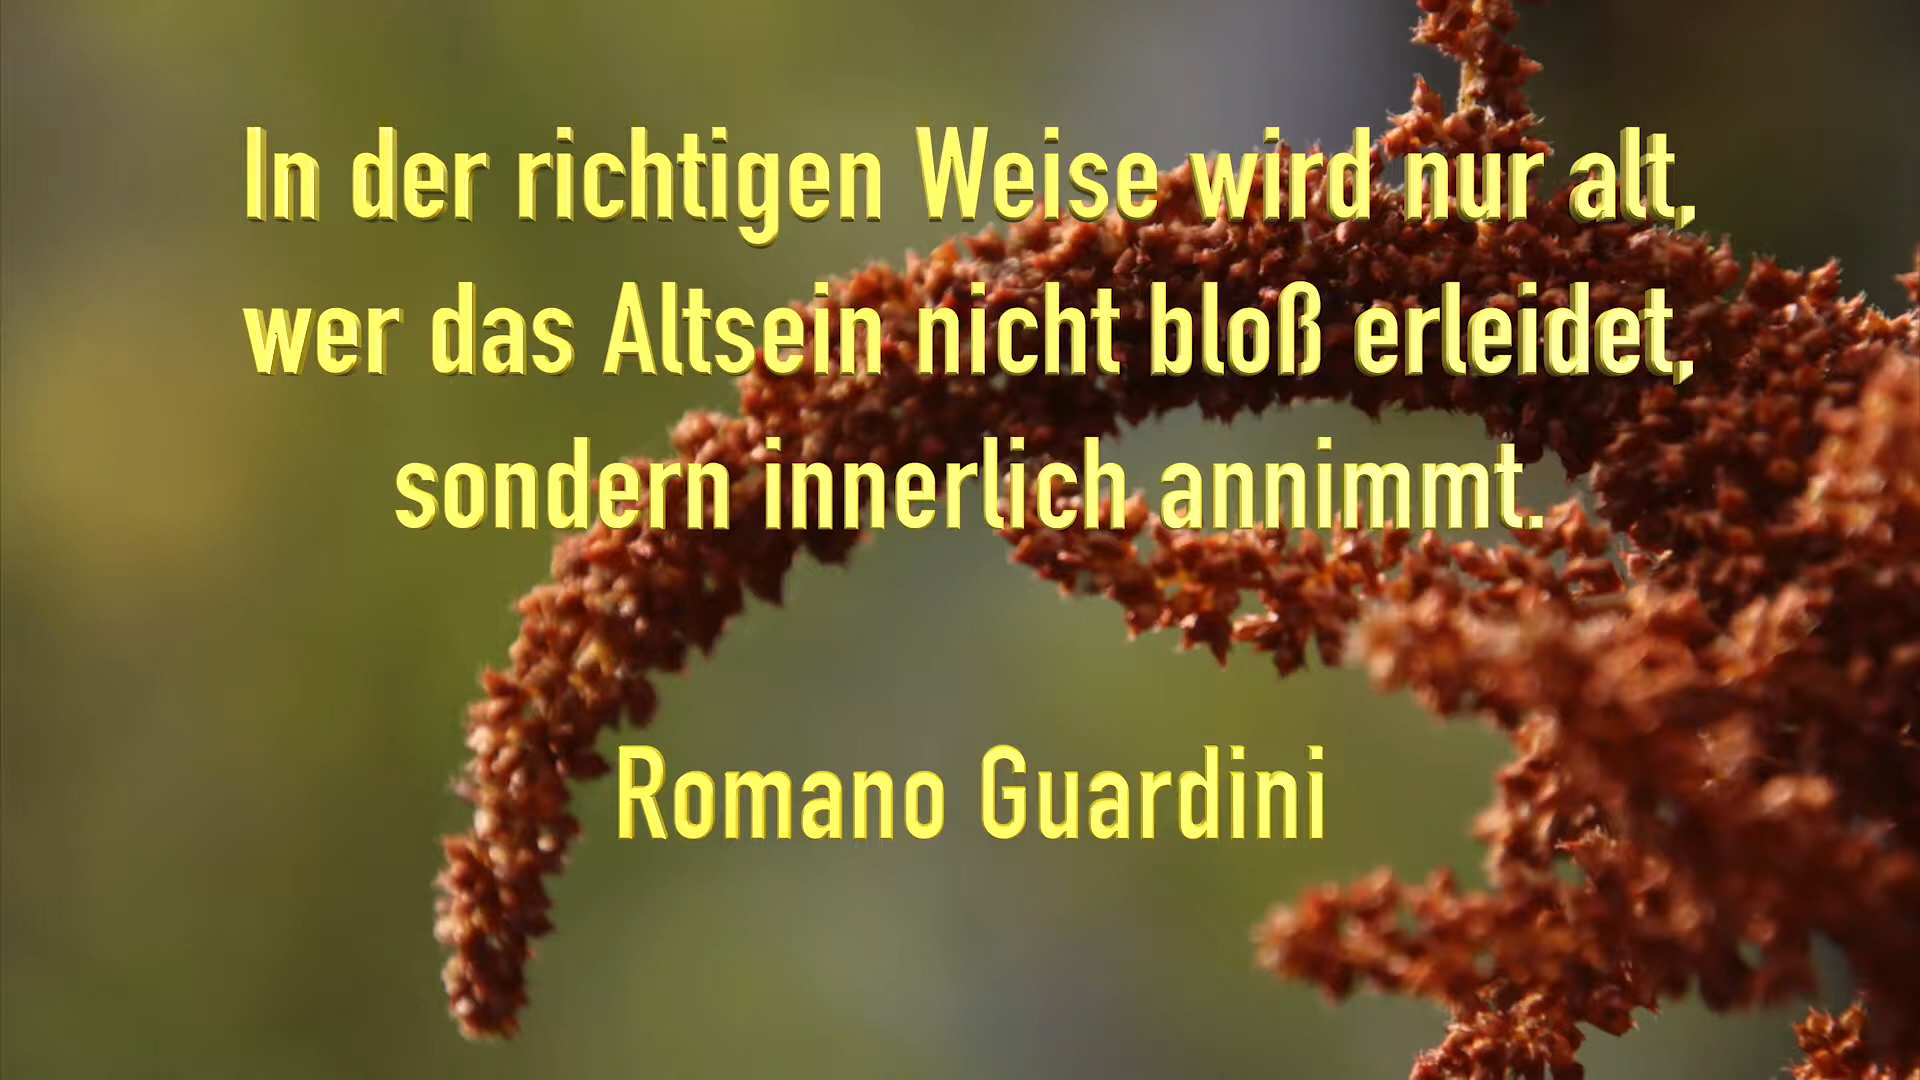 In der richtigen Weise wird nur alt,
wer das Altsein nicht bloß erleidet,
sondern innerlich annimmt.
Romano Guardini